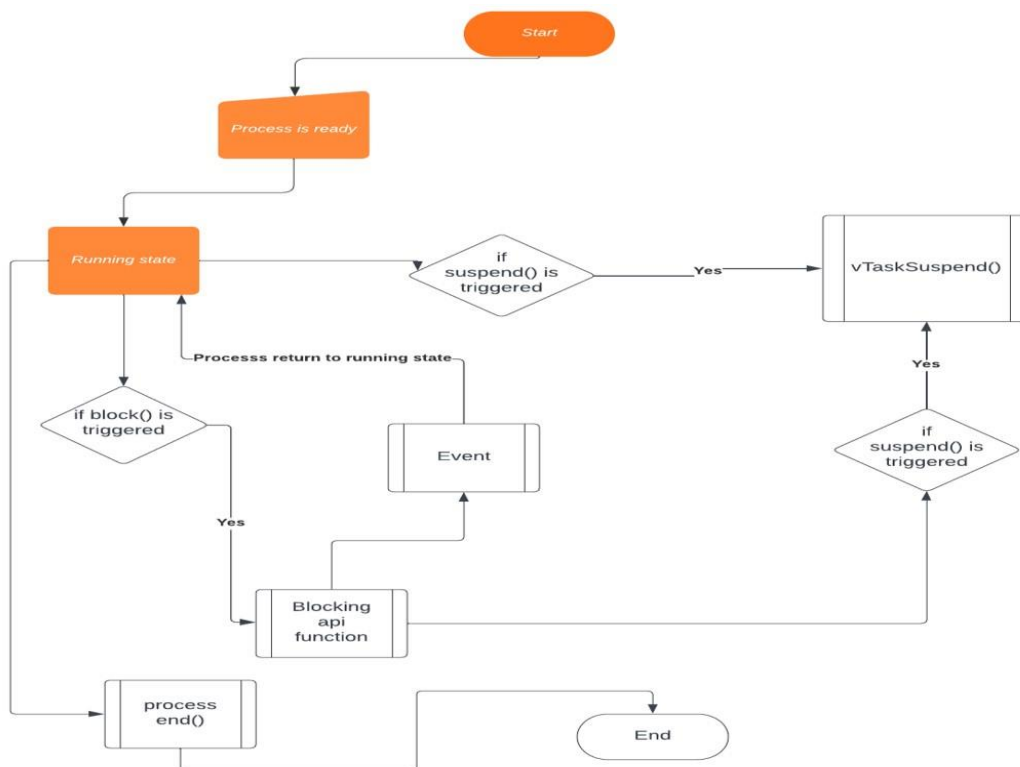 Start
Process is ready
Running state
if
suspend() is
triggered
Yes
vTaskSuspend()
Processs return to running state
Yes
if block() is
triggered
if
suspend() is
triggered
Event
Yes
Blocking
api
function
process
end()
End